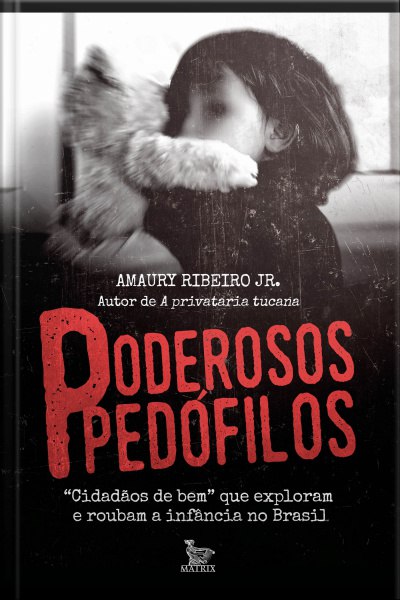 AMAURY RIBEIRO JR.
Autor de A privataria tucana
PODEROSOS
PEDÓFILOS
“Cidadãos de bem” que exploram
e roubam a infância no Brasil
MATRIX